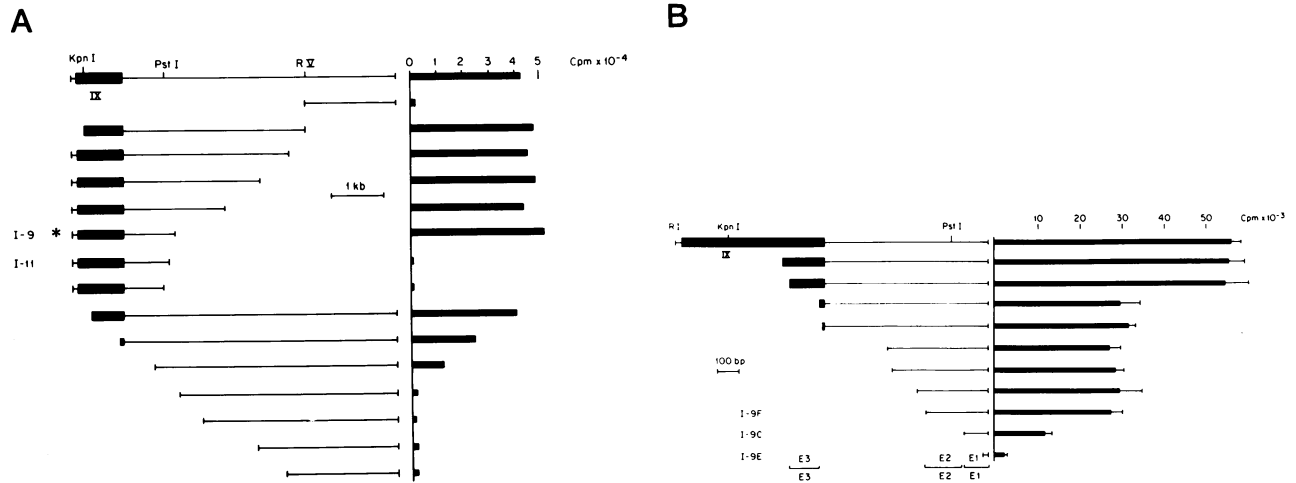 A
Kpn I
Pst I
R V
0 1 2 3 4 5 Cpm x 10-4
IX
1 kb
I-9 *
I-11
B
10 20 30 40 50 Cpm x 10-3
R I
Kpn I
Pst I
IX
100 bp
I-9F
I-9C
I-9E
E3 E2 E1
E3 E2 E1